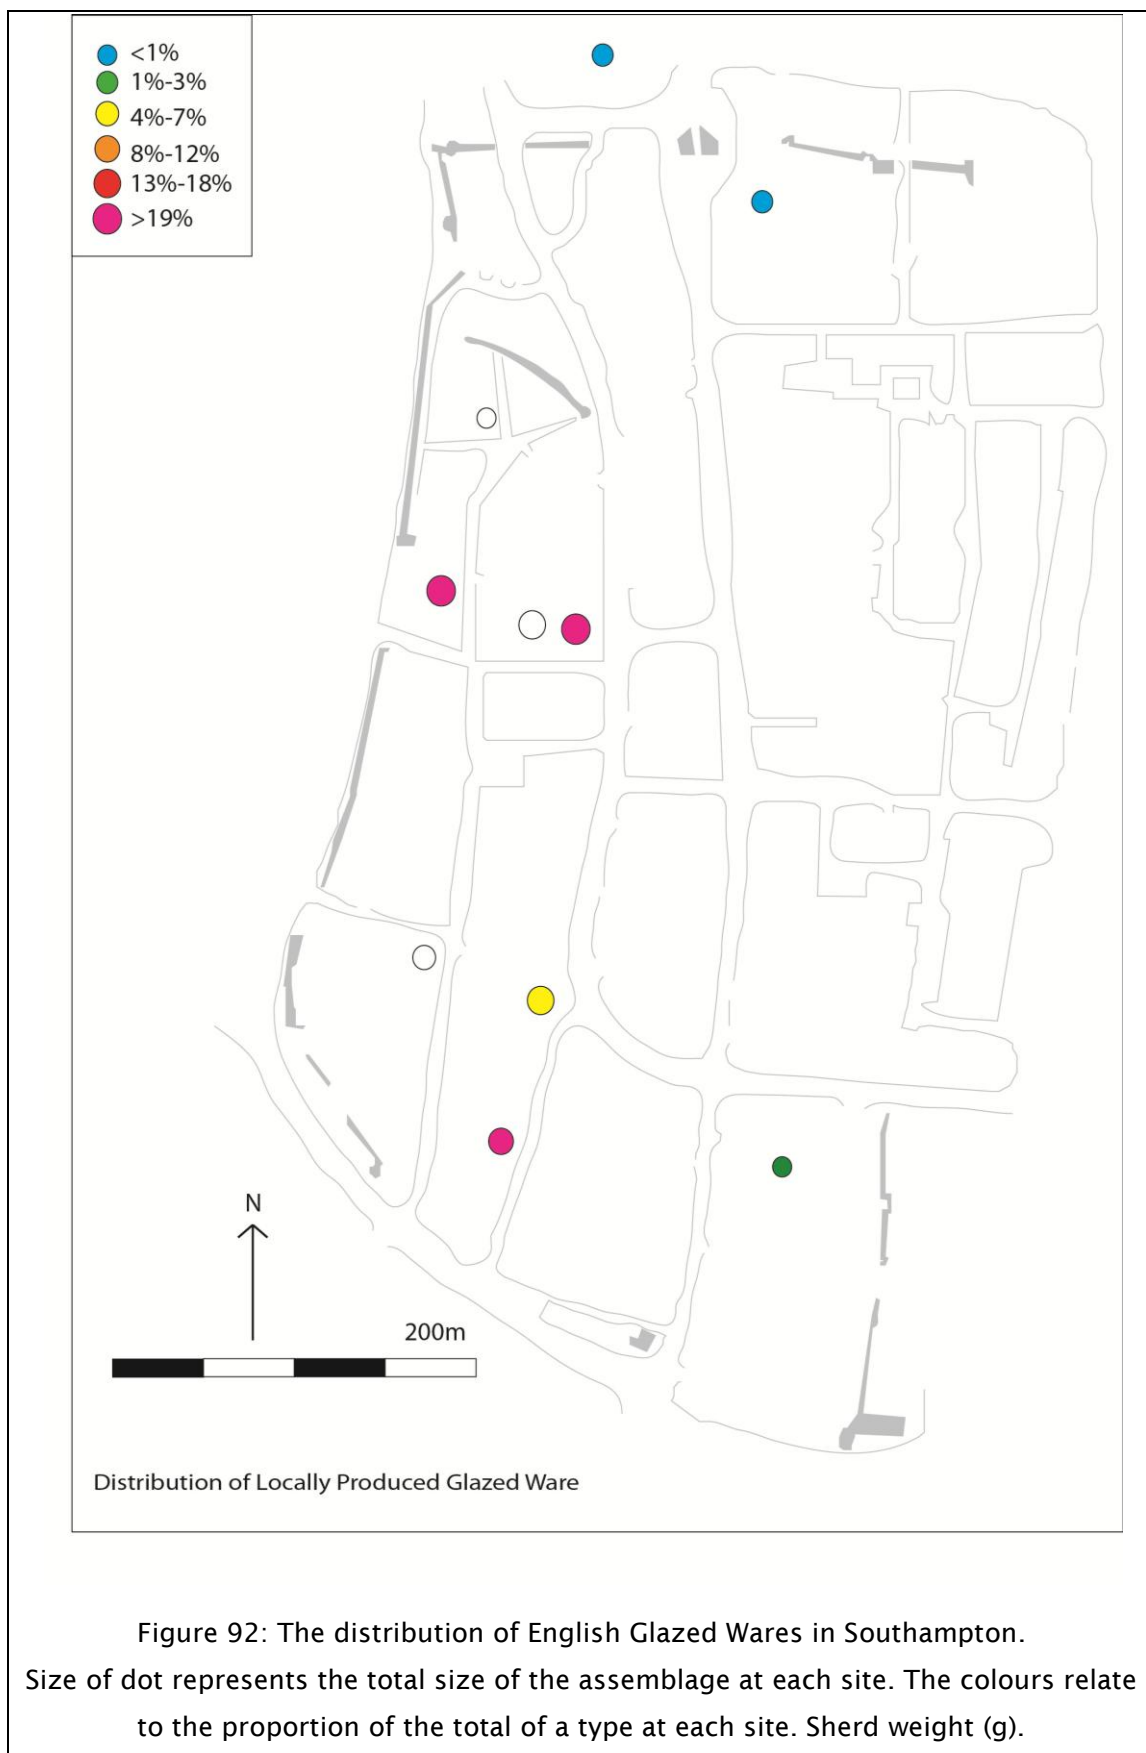 <1%
1%-3%
4%-7%
8%-12%
13%-18%
>19%
N
200m
Distribution of Locally Produced Glazed Ware
Figure 92: The distribution of English Glazed Wares in Southampton.
Size of dot represents the total size of the assemblage at each site. The colours relate
to the proportion of the total of a type at each site. Sherd weight (g).